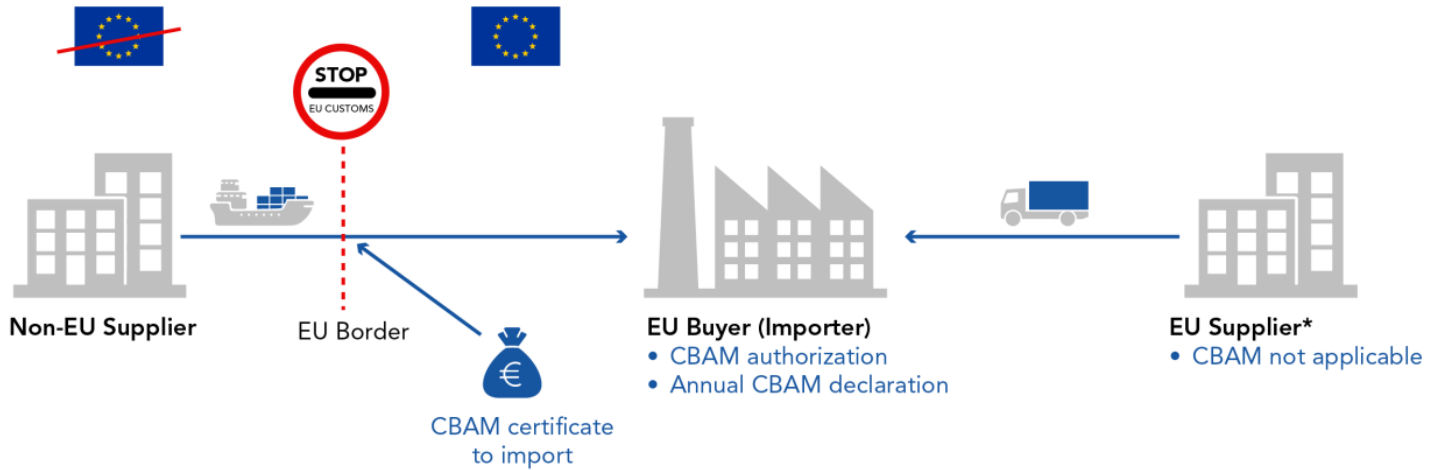 STOP
EU CUSTOMS
Non-EU Supplier
EU Border
€
CBAM certificate
to import
EU Buyer (Importer)
• CBAM authorization
• Annual CBAM declaration
EU Supplier*
• CBAM not applicable